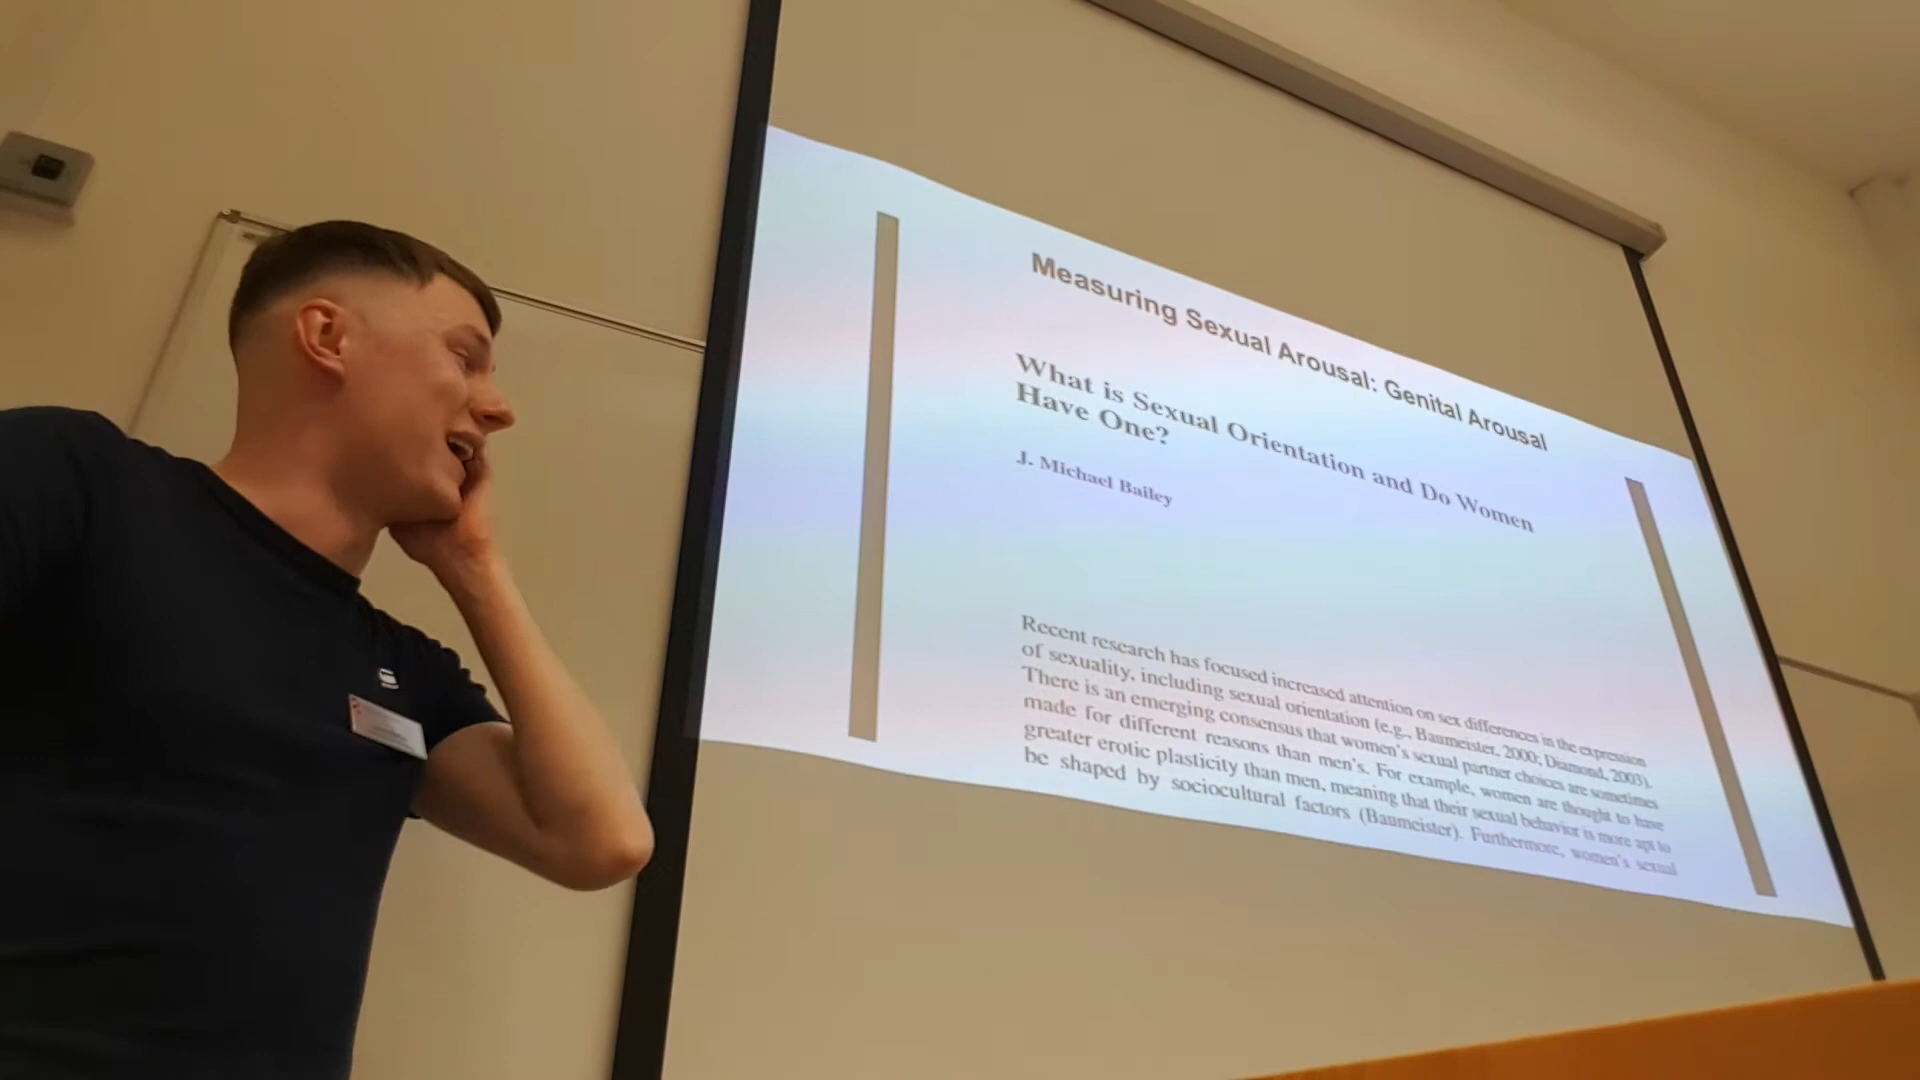 Measuring Sexual Arousal: Genital Arousal
What is Sexual Orientation and Do Women
Have One?
J. Michael Bailey
Recent research has focused increased attention on sex differences in the expression
of sexuality, including sexual orientation (e.g., Baumeister, 2000; Diamond, 2003).
There is an emerging consensus that women's sexual partner choices are sometimes
made for different reasons than men's. For example, women are thought to have
greater erotic plasticity than men, meaning that their sexual behavior is more apt to
be shaped by sociocultural factors (Baumeister). Furthermore, women's sexual